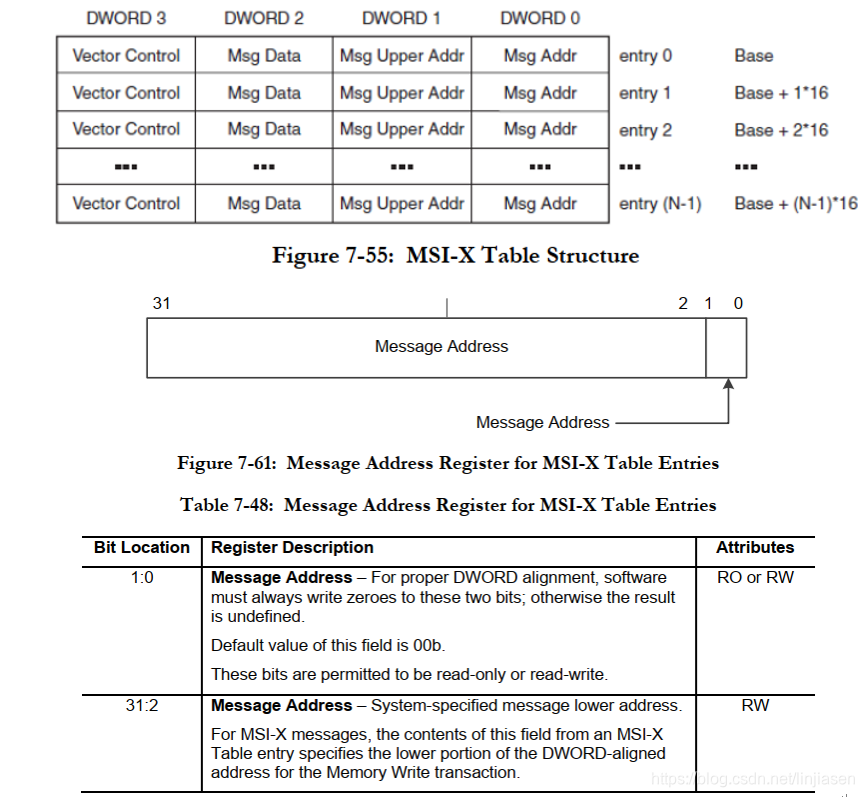 DWORD 3 DWORD 2 DWORD 1 DWORD 0
Vector Control Msg Data Msg Upper Addr Msg Addr entry 0 Base
Vector Control Msg Data Msg Upper Addr Msg Addr entry 1 Base + 1*16
Vector Control Msg Data Msg Upper Addr Msg Addr entry 2 Base + 2*16
... ... ... ... ... ...
Vector Control Msg Data Msg Upper Addr Msg Addr entry (N-1) Base + (N-1)*16
Figure 7-55: MSI-X Table Structure
31 2 1 0
Message Address
Message Address
Figure 7-61: Message Address Register for MSI-X Table Entries
Table 7-48: Message Address Register for MSI-X Table Entries
Bit Location Register Description Attributes
1:0 Message Address – For proper DWORD alignment, software RO or RW
must always write zeroes to these two bits; otherwise the result
is undefined.
Default value of this field is 00b.
These bits are permitted to be read-only or read-write.
31:2 Message Address – System-specified message lower address. RW
For MSI-X messages, the contents of this field from an MSI-X
Table entry specifies the lower portion of the DWORD-aligned
address for the Memory Write transaction.
https://blog.csdn.net/linjiasen